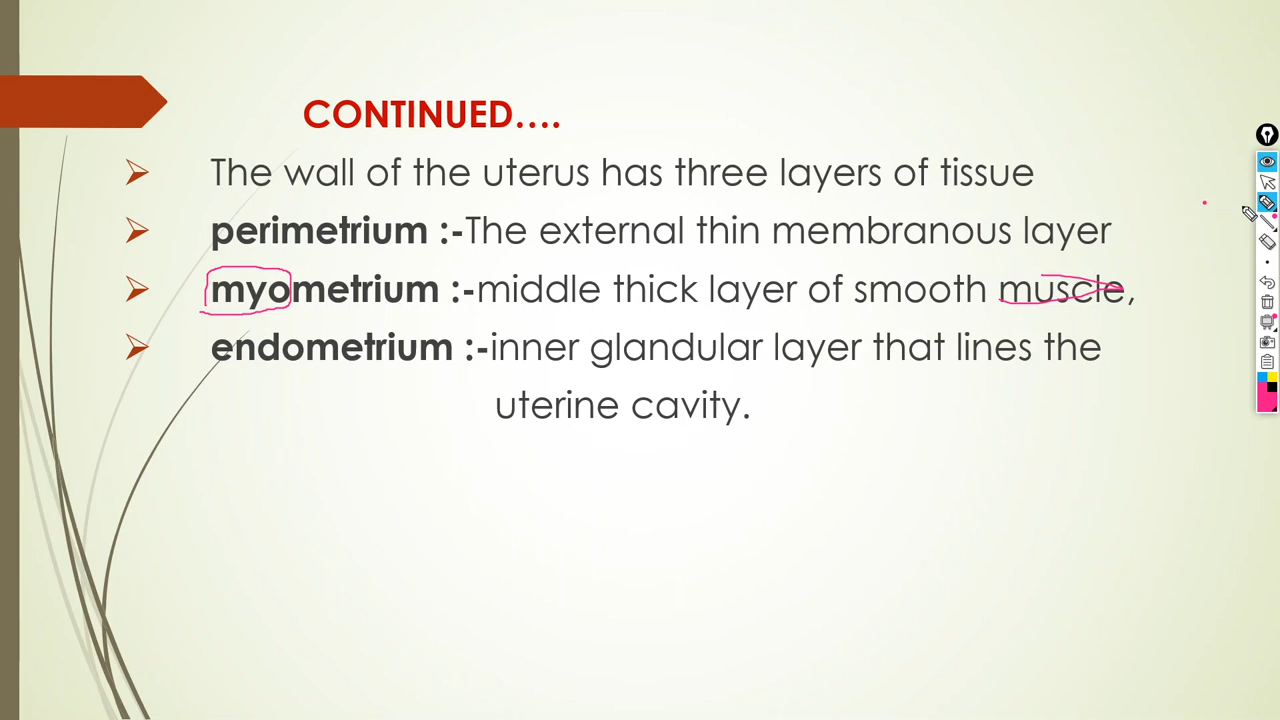 CONTINUED….
The wall of the uterus has three layers of tissue
perimetrium :-The external thin membranous layer
myometrium :-middle thick layer of smooth muscle,
endometrium :-inner glandular layer that lines the
uterine cavity.